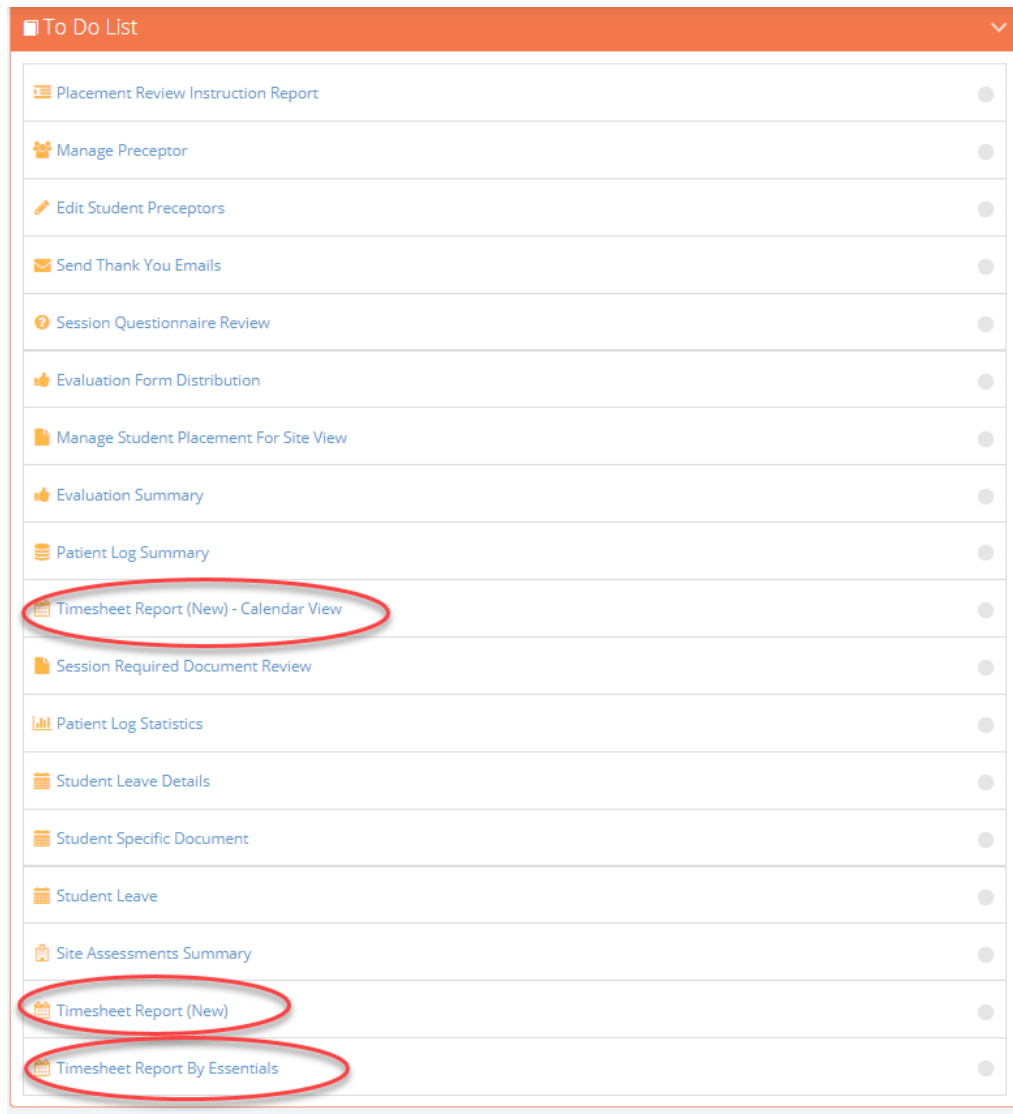 To Do List
Placement Review Instruction Report
Manage Preceptor
Edit Student Preceptors
Send Thank You Emails
Session Questionnaire Review
Evaluation Form Distribution
Manage Student Placement For Site View
Evaluation Summary
Patient Log Summary
Timesheet Report (New) - Calendar View
Session Required Document Review
Patient Log Statistics
Student Leave Details
Student Specific Document
Student Leave
Site Assessments Summary
Timesheet Report (New)
Timesheet Report By Essentials